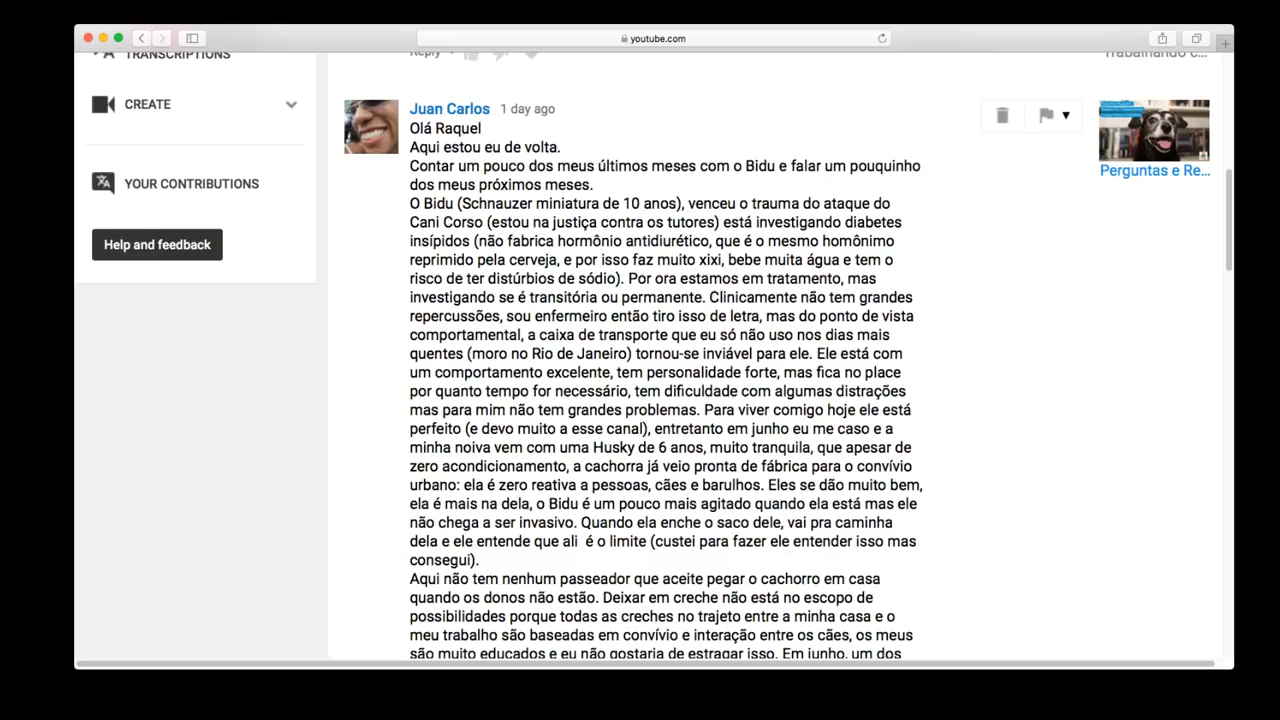 youtube.com
TRANSCRIPTIONS
CREATE
YOUR CONTRIBUTIONS
Help and feedback
Reply
Trabalhando c...
Juan Carlos 1 day ago
Olá Raquel
Aqui estou eu de volta.
Contar um pouco dos meus últimos meses com o Bidu e falar um pouquinho
dos meus próximos meses.
O Bidu (Schnauzer miniatura de 10 anos), venceu o trauma do ataque do
Cani Corso (estou na justiça contra os tutores) está investigando diabetes
insípidos (não fabrica hormônio antidiurético, que é o mesmo homônimo
reprimido pela cerveja, e por isso faz muito xixi, bebe muita água e tem o
risco de ter distúrbios de sódio). Por ora estamos em tratamento, mas
investigando se é transitória ou permanente. Clinicamente não tem grandes
repercussões, sou enfermeiro então tiro isso de letra, mas do ponto de vista
comportamental, a caixa de transporte que eu só não uso nos dias mais
quentes (moro no Rio de Janeiro) tornou-se inviável para ele. Ele está com
um comportamento excelente, tem personalidade forte, mas fica no place
por quanto tempo for necessário, tem dificuldade com algumas distrações
mas para mim não tem grandes problemas. Para viver comigo hoje ele está
perfeito (e devo muito a esse canal), entretanto em junho eu me caso e a
minha noiva vem com uma Husky de 6 anos, muito tranquila, que apesar de
zero acondicionamento, a cachorra já veio pronta de fábrica para o convívio
urbano: ela é zero reativa a pessoas, cães e barulhos. Eles se dão muito bem,
ela é mais na dela, o Bidu é um pouco mais agitado quando ela está mas ele
não chega a ser invasivo. Quando ela enche o saco dele, vai pra caminha
dela e ele entende que ali  é o limite (custei para fazer ele entender isso mas
consegui).
Aqui não tem nenhum passeador que aceite pegar o cachorro em casa
quando os donos não estão. Deixar em creche não está no escopo de
possibilidades porque todas as creches no trajeto entre a minha casa e o
meu trabalho são baseadas em convívio e interação entre os cães, os meus
são muito educados e eu não gostaria de estragar isso. Em junho, um dos
Perguntas e Re...